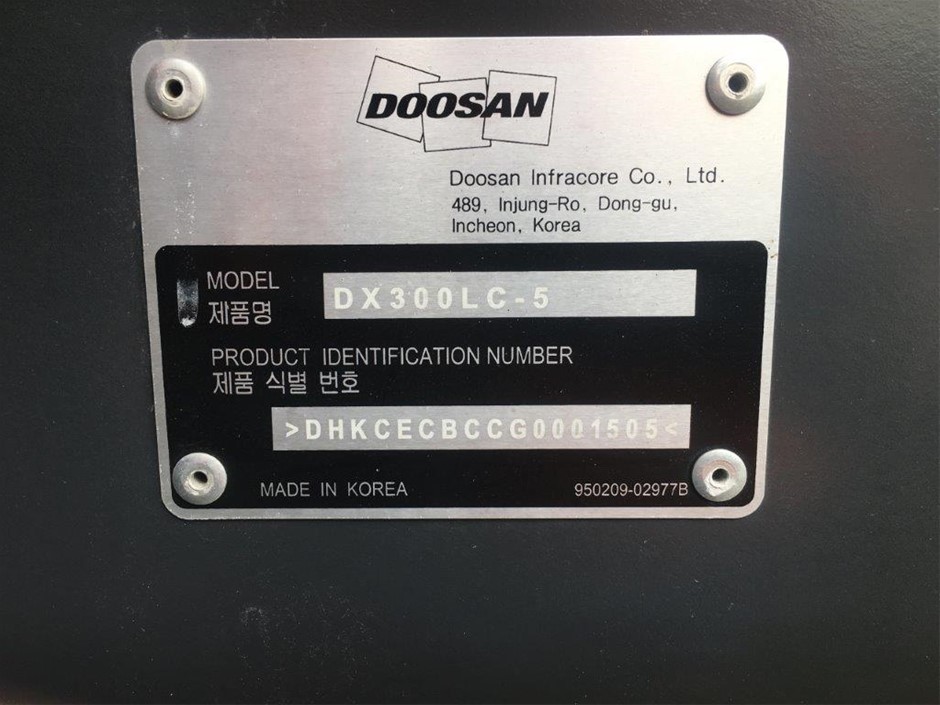 DOOSAN
Doosan Infracore Co., Ltd.
489, Injung-Ro, Dong-gu,
Incheon, Korea
MODEL
제품명
DX300LC-5
PRODUCT IDENTIFICATION NUMBER
제품 식별 번호
>DHKCECBCCG0001505<
MADE IN KOREA
950209-02977B